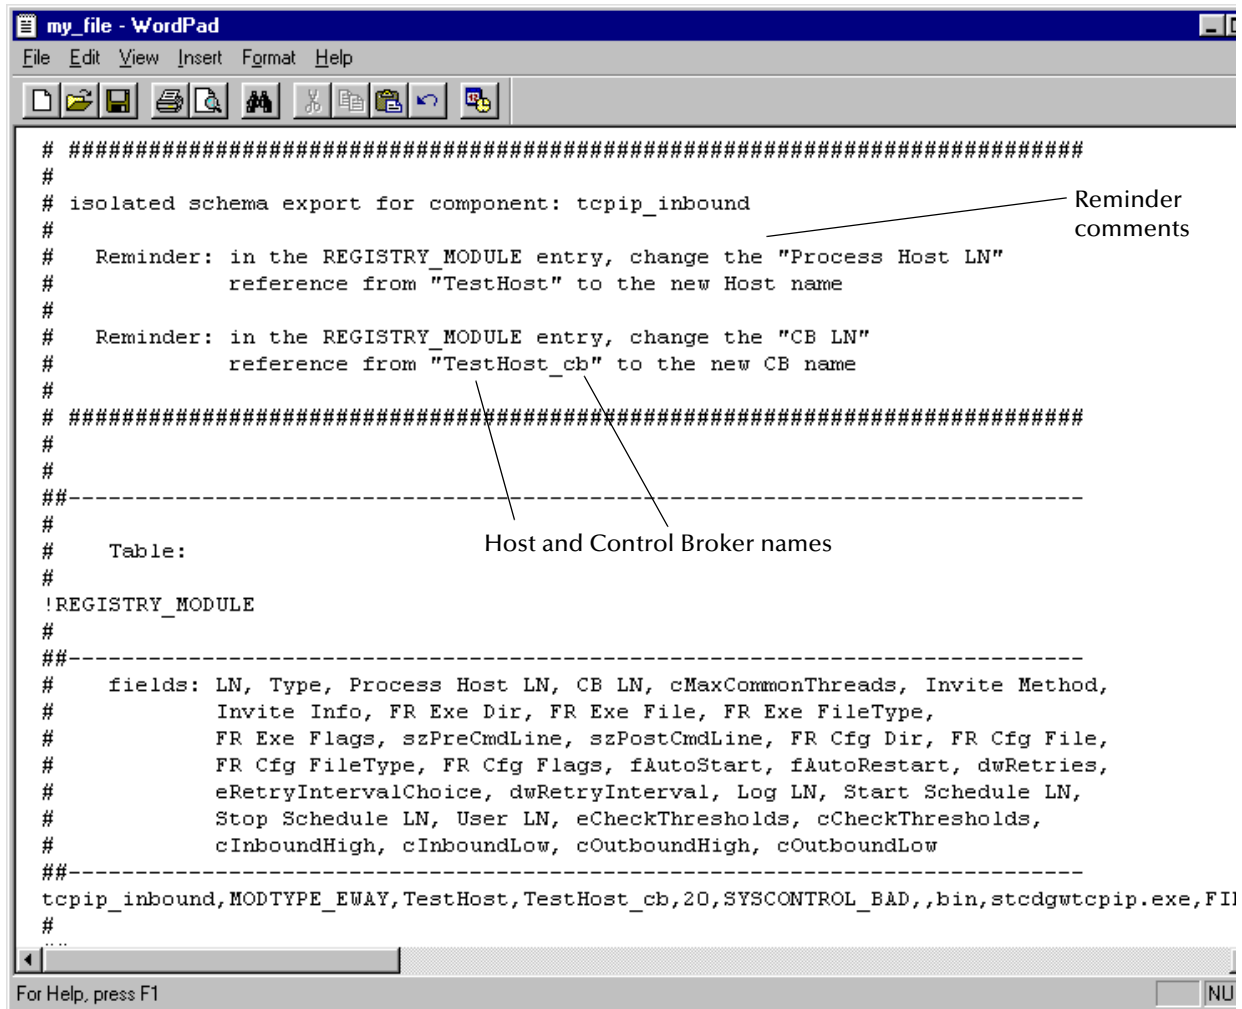 my_file - WordPad
File Edit View Insert Format Help
# ############################################################################
#
# isolated schema export for component: tcpip_inbound
#
# Reminder: in the REGISTRY_MODULE entry, change the "Process Host LN"
# reference from "TestHost" to the new Host name
#
# Reminder: in the REGISTRY_MODULE entry, change the "CB LN"
# reference from "TestHost_cb" to the new CB name
#
# ############################################################################
#
#
##----------------------------------------------------------------------------
#
# Table:
#
!REGISTRY_MODULE
#
##----------------------------------------------------------------------------
# fields: LN, Type, Process Host LN, CB LN, cMaxCommonThreads, Invite Method,
# Invite Info, FR Exe Dir, FR Exe File, FR Exe FileType,
# FR Exe Flags, szPreCmdLine, szPostCmdLine, FR Cfg Dir, FR Cfg File,
# FR Cfg FileType, FR Cfg Flags, fAutoStart, fAutoRestart, dwRetries,
# eRetryIntervalChoice, dwRetryInterval, Log LN, Start Schedule LN,
# Stop Schedule LN, User LN, eCheckThresholds, cCheckThresholds,
# cInboundHigh, cInboundLow, cOutboundHigh, cOutboundLow
##----------------------------------------------------------------------------
tcpip_inbound,MODTYPE_EWAY,TestHost,TestHost_cb,20,SYSCONTROL_BAD,,bin,stcdgwtcpip.exe,FI
#
Reminder
comments
Host and Control Broker names
For Help, press F1
NU